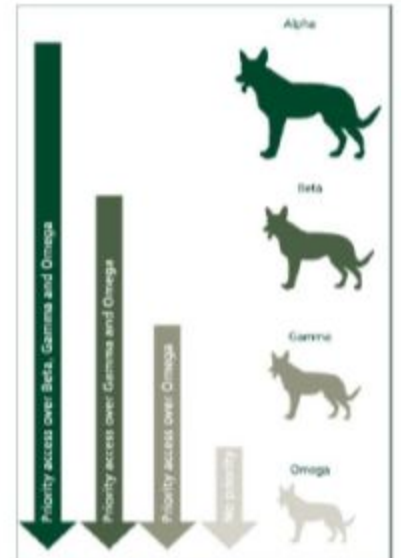 Alpha
Beta
Gamma
Omega
Priority access over Beta, Gamma and Omega
Priority access over Gamma and Omega
Priority access over Omega
No priority